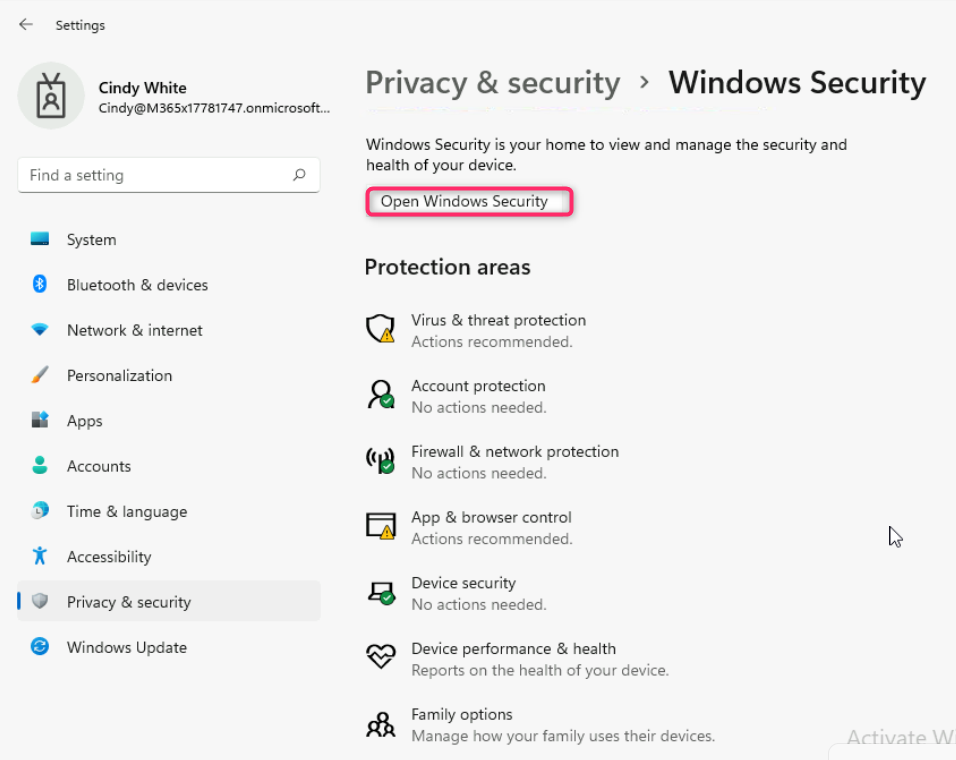 Settings
Cindy White
Cindy@M365x17781747.onmicrosoft...
Find a setting
System
Bluetooth & devices
Network & internet
Personalization
Apps
Accounts
Time & language
Accessibility
Privacy & security
Windows Update
Privacy & security > Windows Security
Windows Security is your home to view and manage the security and
health of your device.
Open Windows Security
Protection areas
Virus & threat protection
Actions recommended.
Account protection
No actions needed.
Firewall & network protection
No actions needed.
App & browser control
Actions recommended.
Device security
No actions needed.
Device performance & health
Reports on the health of your device.
Family options
Manage how your family uses their devices.
Activate W